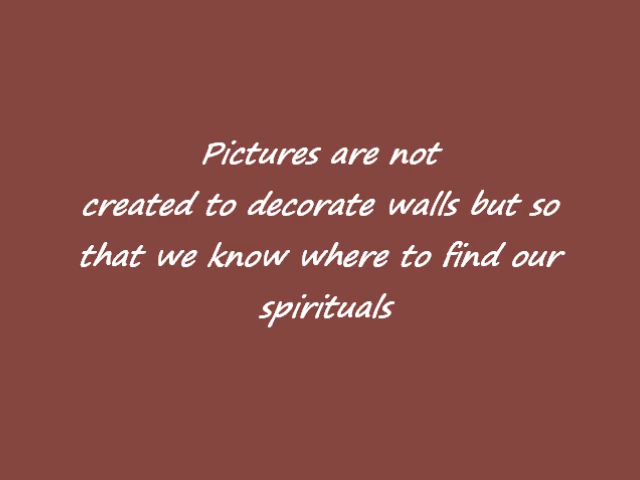 Pictures are not
created to decorate walls but so
that we know where to find our
spirituals